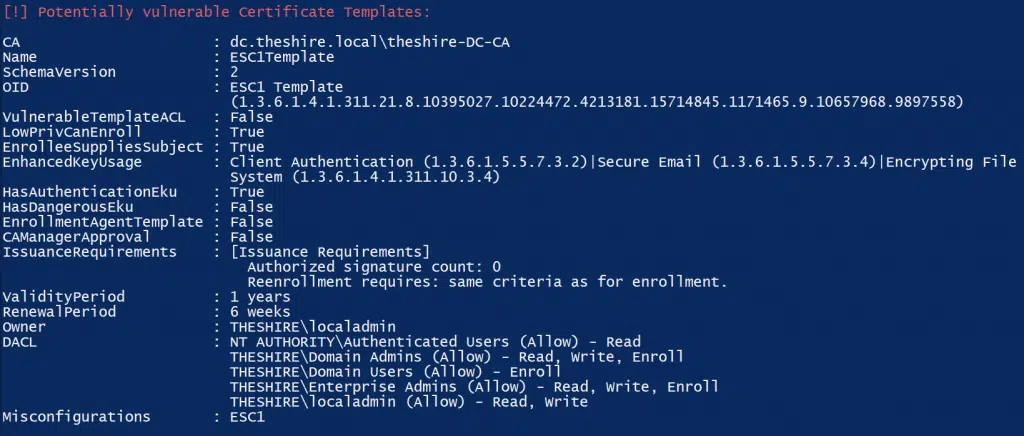 [!] Potentially vulnerable Certificate Templates:
CA : dc.theshire.local\theshire-DC-CA
Name : ESC1Template
SchemaVersion : 2
OID : ESC1 Template
(1.3.6.1.4.1.311.21.8.10395027.10224472.4213181.15714845.1171465.9.10657968.9897558)
VulnerableTemplateACL : False
LowPrivCanEnroll : True
EnrolleeSuppliesSubject : True
EnhancedKeyUsage : Client Authentication (1.3.6.1.5.5.7.3.2)|Secure Email (1.3.6.1.5.5.7.3.4)|Encrypting File
System (1.3.6.1.4.1.311.10.3.4)
HasAuthenticationEku : True
HasDangerousEku : False
EnrollmentAgentTemplate : False
CAManagerApproval : False
IssuanceRequirements : [Issuance Requirements]
Authorized signature count: 0
Reenrollment requires: same criteria as for enrollment.
ValidityPeriod : 1 years
RenewalPeriod : 6 weeks
Owner : THESHIRE\localadmin
DACL : NT AUTHORITY\Authenticated Users (Allow) - Read
THESHIRE\Domain Admins (Allow) - Read, Write, Enroll
THESHIRE\Domain Users (Allow) - Enroll
THESHIRE\Enterprise Admins (Allow) - Read, Write, Enroll
THESHIRE\localadmin (Allow) - Read, Write
Misconfigurations : ESC1